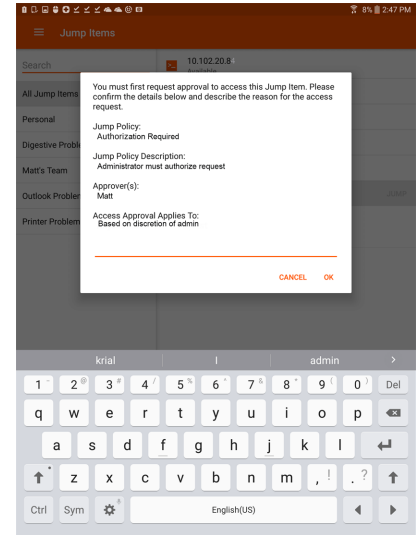 8% 2:47 PM
Jump Items
Search
10.102.20.8
Available
All Jump Items
Personal
Digestive Proble
Matt's Team
Outlook Problem
Printer Problem
JUMP
You must first request approval to access this Jump Item. Please
confirm the details below and describe the reason for the access
request.
Jump Policy:
Authorization Required
Jump Policy Description:
Administrator must authorize request
Approver(s):
Matt
Access Approval Applies To:
Based on discretion of admin
CANCEL OK
krial I admin >
1 ~ 2 @ 3 # 4 / 5 % 6 ^ 7 & 8 * 9 ( 0 ) Del
q w e r t y u i o p
a s d f g h j k l
z x c v b n m , ! . ?
Ctrl Sym English(US)